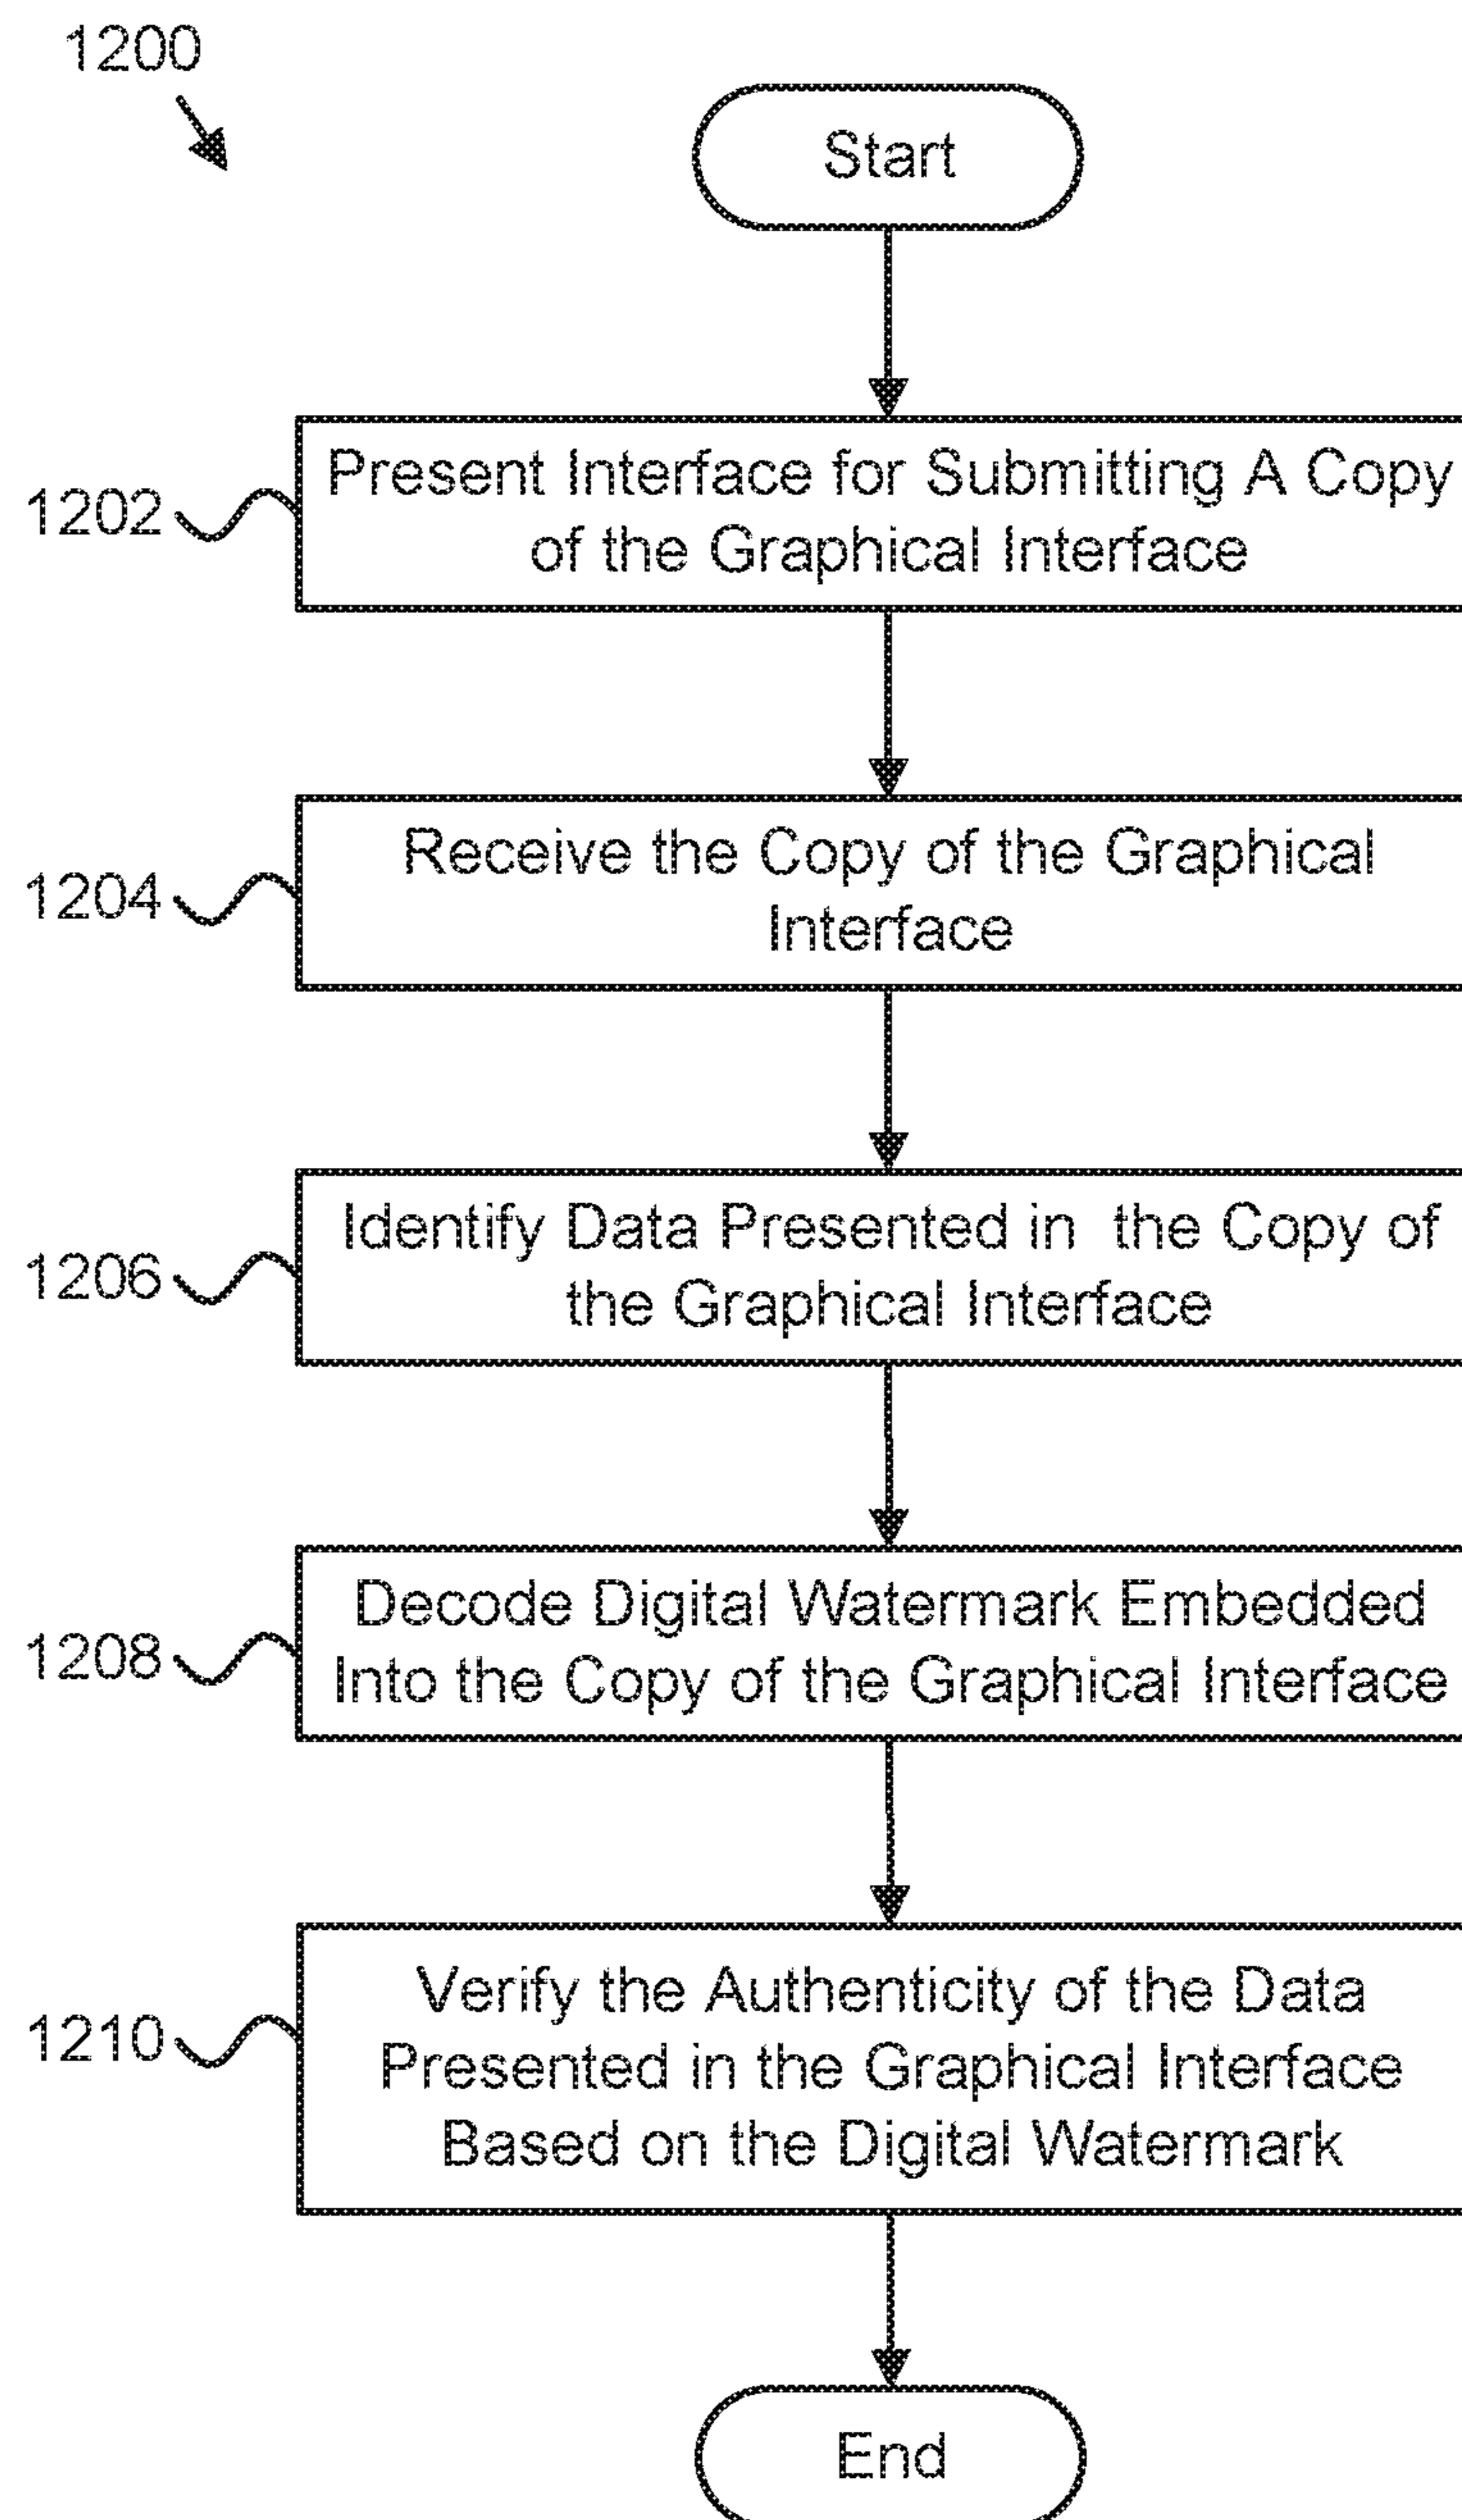 1200
Start
1202
Present Interface for Submitting A Copy
of the Graphical Interface
1204
Receive the Copy of the Graphical
Interface
1206
Identify Data Presented in the Copy of
the Graphical Interface
1208
Decode Digital Watermark Embedded
Into the Copy of the Graphical Interface
1210
Verify the Authenticity of the Data
Presented in the Graphical Interface
Based on the Digital Watermark
End